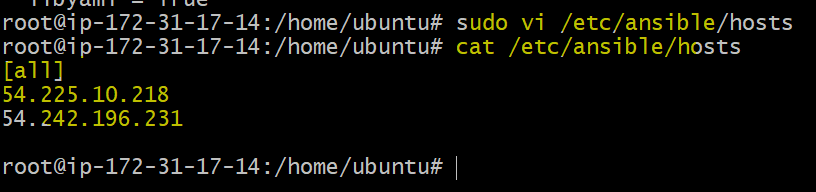 root@ip-172-31-17-14:/home/ubuntu# sudo vi /etc/ansible/hosts
root@ip-172-31-17-14:/home/ubuntu# cat /etc/ansible/hosts
[all]
54.225.10.218
54.242.196.231
root@ip-172-31-17-14:/home/ubuntu#